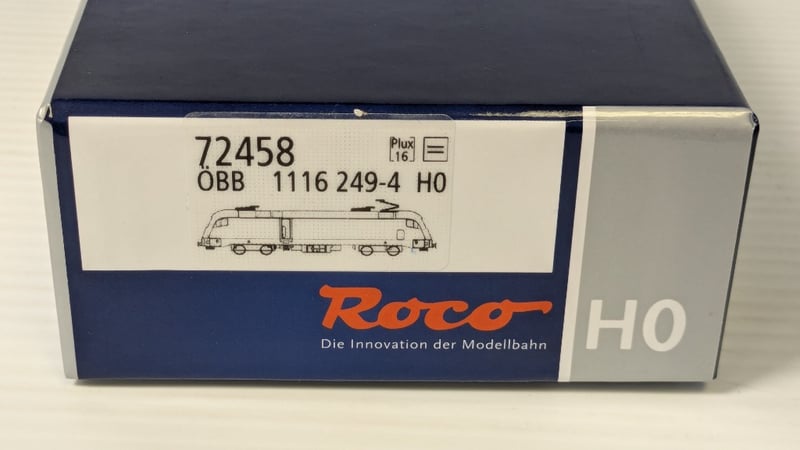 72458
Plux
16
ÖBB 1116 249-4 H0
Roco
Die Innovation der Modellbahn
H0